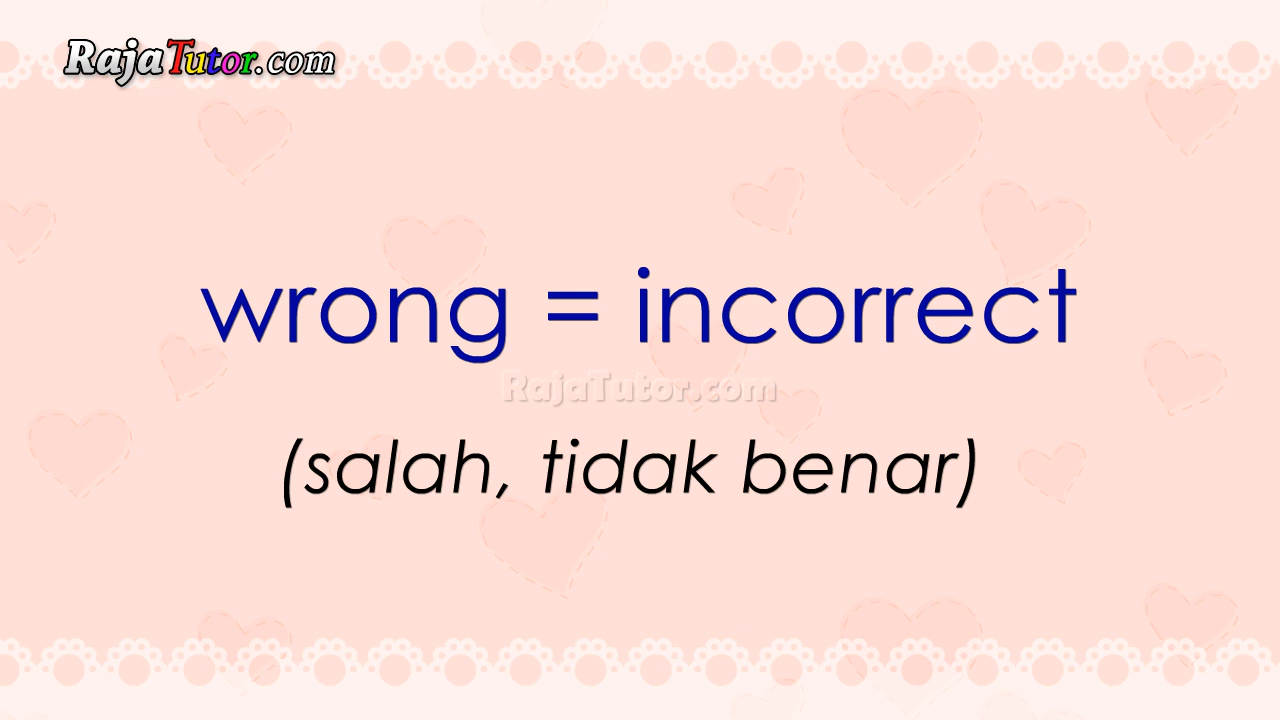 RajaTutor.com
wrong = incorrect
RajaTutor.com
(salah, tidak benar)